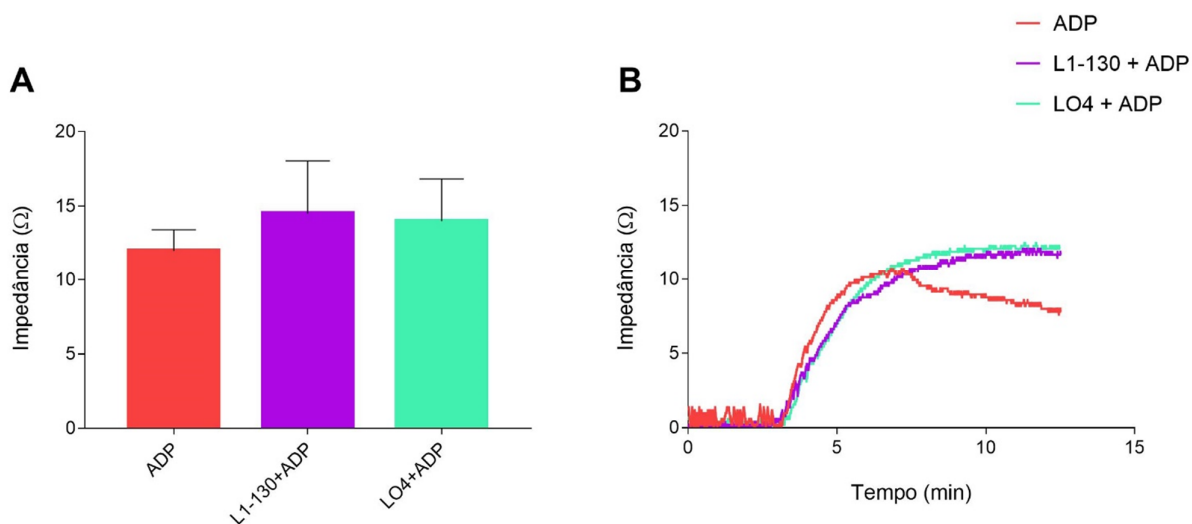 A
20
15
10
5
0
Impedância (Ω)
ADP
L1-130+ADP
LO4+ADP
B
ADP
L1-130 + ADP
LO4 + ADP
20
15
10
5
0
Impedância (Ω)
0 5 10 15
Tempo (min)